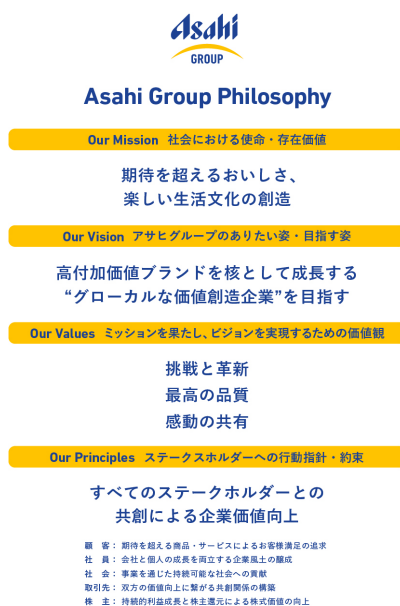 Asahi
GROUP
Asahi Group Philosophy
Our Mission 社会における使命・存在価値
期待を超えるおいしさ、
楽しい生活文化の創造
Our Vision アサヒグループのありたい姿・目指す姿
高付加価値ブランドを核として成長する
“グローカルな価値創造企業”を目指す
Our Values ミッションを果たし、ビジョンを実現するための価値観
挑戦と革新
最高の品質
感動の共有
Our Principles ステークスホルダーへの行動指針・約束
すべてのステークホルダーとの
共創による企業価値向上
顧　客： 期待を超える商品・サービスによるお客様満足の追求
社　員： 会社と個人の成長を両立する企業風土の醸成
社　会： 事業を通じた持続可能な社会への貢献
取引先： 双方の価値向上に繋がる共創関係の構築
株　主： 持続的利益成長と株主還元による株式価値の向上